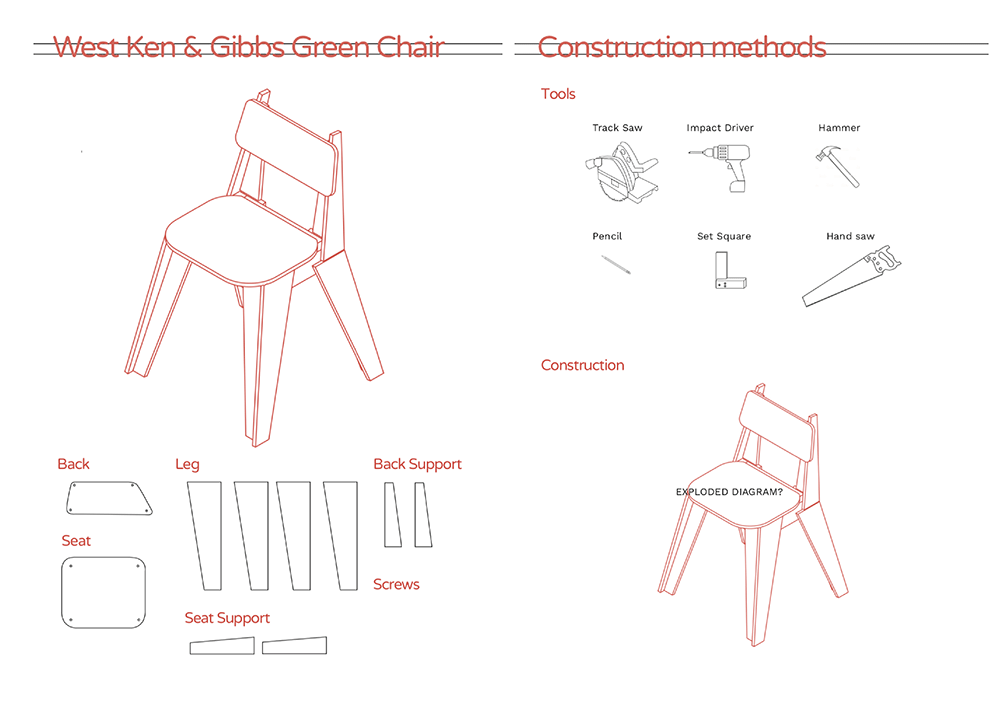 West Ken & Gibbs Green Chair
Back
Leg
Back Support
Seat
Screws
Seat Support
Construction methods
Tools
Track Saw
Impact Driver
Hammer
Pencil
Set Square
Hand saw
Construction
EXPLODED DIAGRAM?